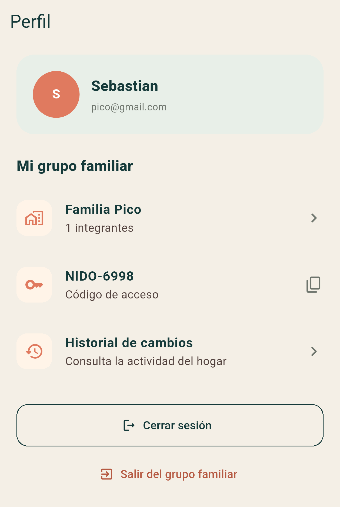 Perfil
S
Sebastian
pico@gmail.com
Mi grupo familiar
Familia Pico
1 integrantes
NIDO-6998
Código de acceso
Historial de cambios
Consulta la actividad del hogar
Cerrar sesión
Salir del grupo familiar